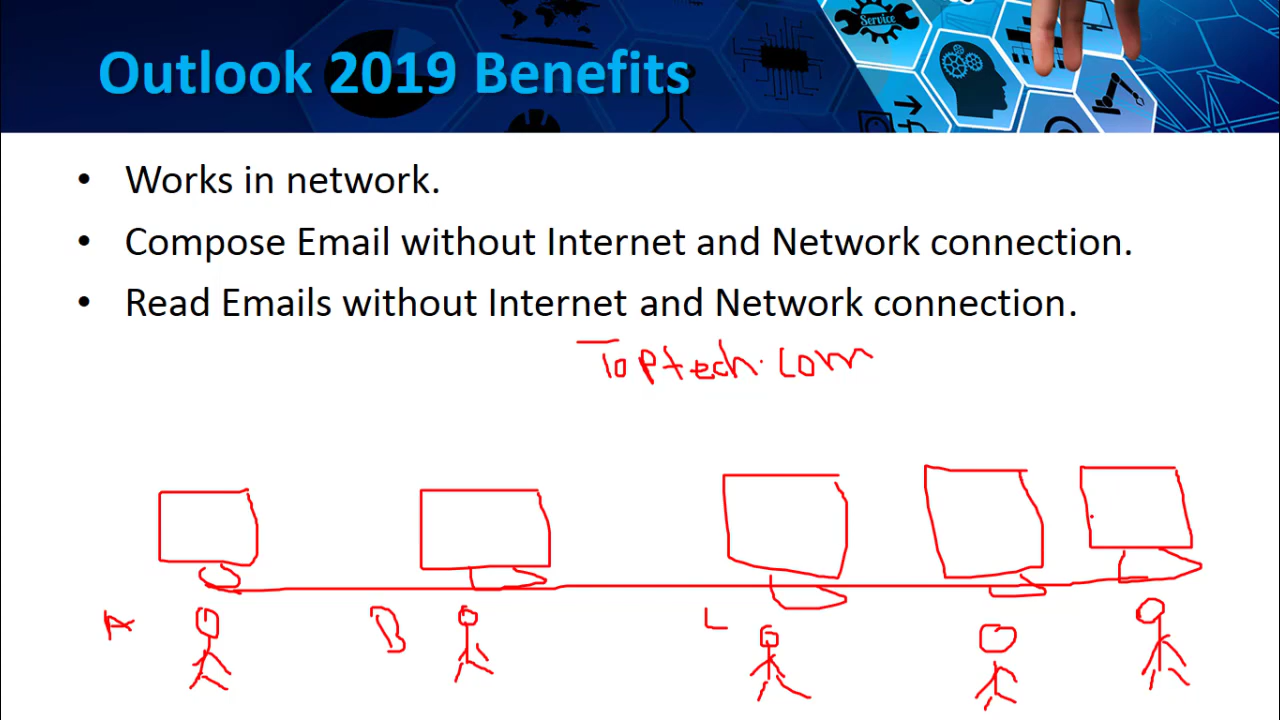 Service
Outlook 2019 Benefits
• Works in network.
• Compose Email without Internet and Network connection.
• Read Emails without Internet and Network connection.
Toptech.com
A B L